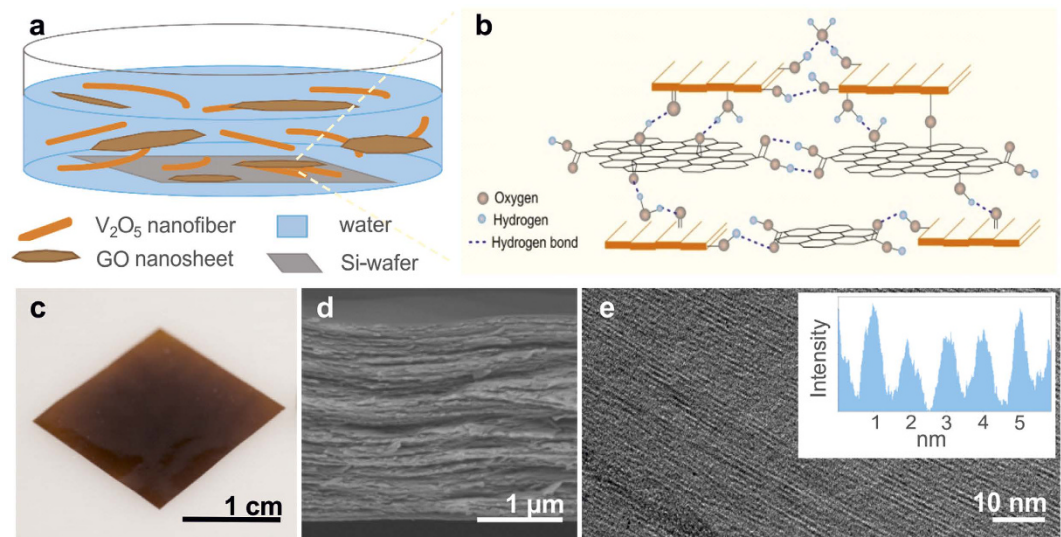 a
V₂O₅ nanofiber
water
GO nanosheet
Si-wafer
b
Oxygen
Hydrogen
Hydrogen bond
c
1 cm
d
1 µm
e
Intensity
1 2 3 4 5
nm
10 nm